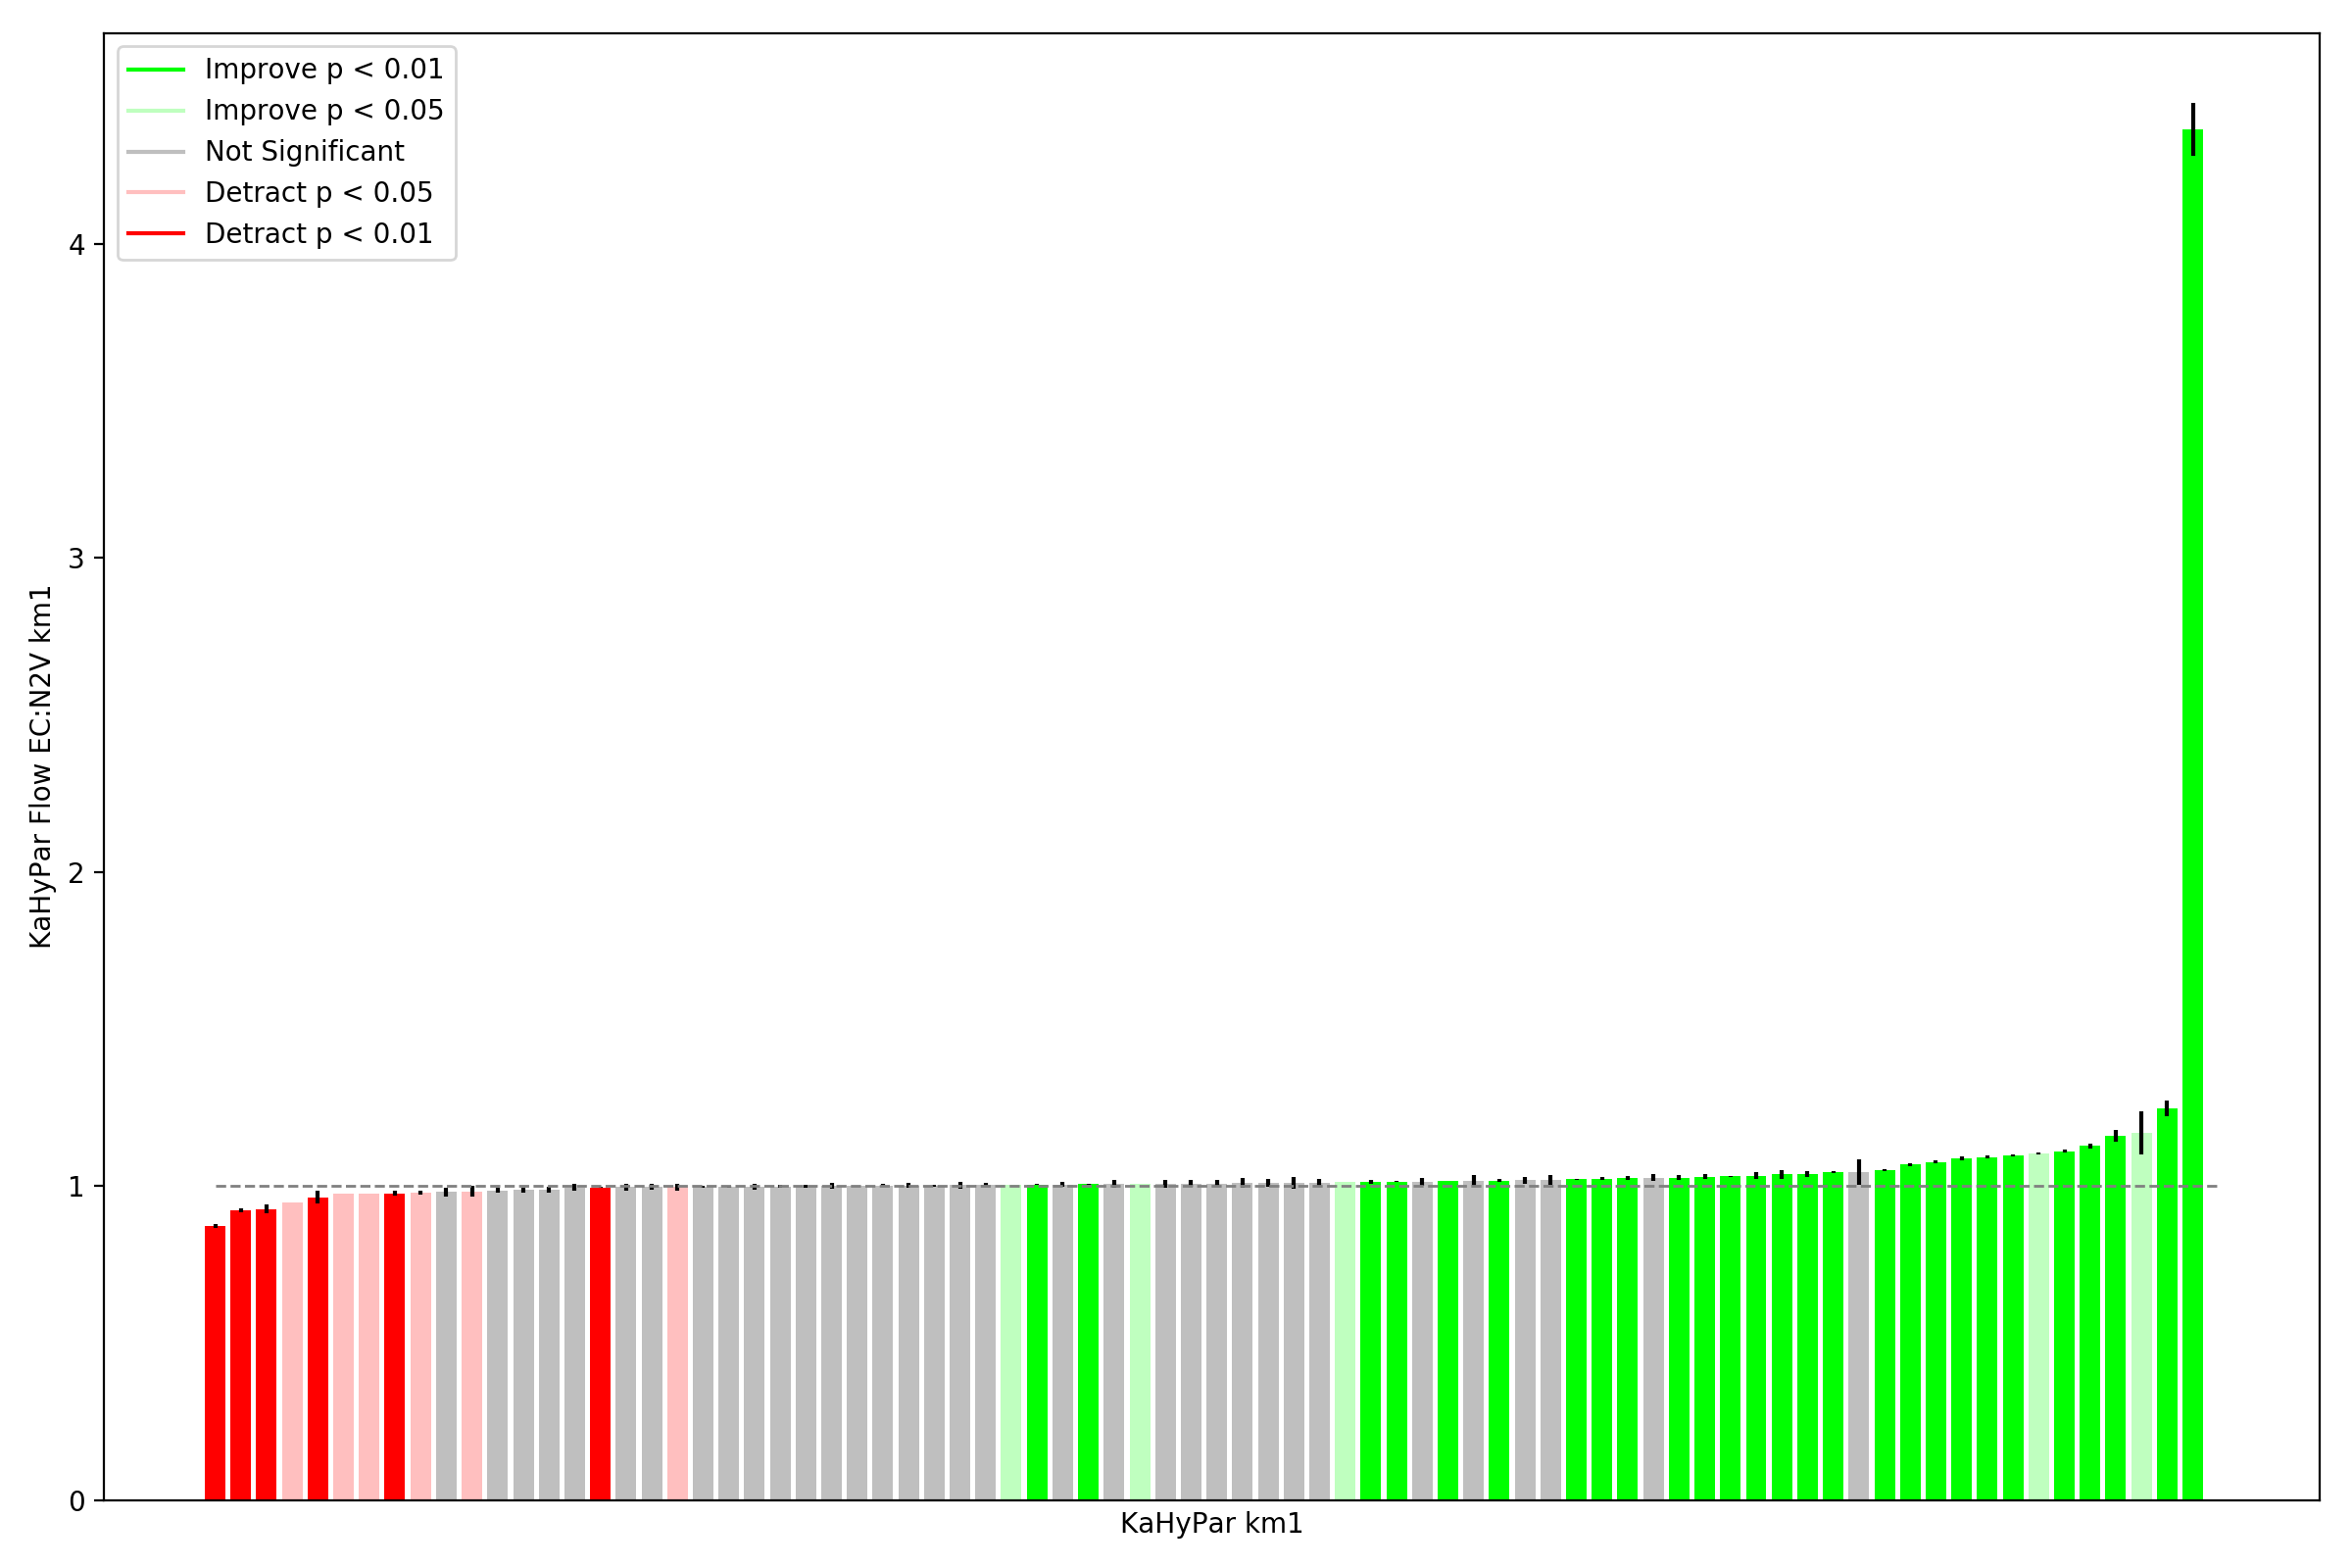 Improve p < 0.01
Improve p < 0.05
Not Significant
Detract p < 0.05
Detract p < 0.01
4
3
2
1
0
KaHyPar Flow EC:N2V km1
KaHyPar km1